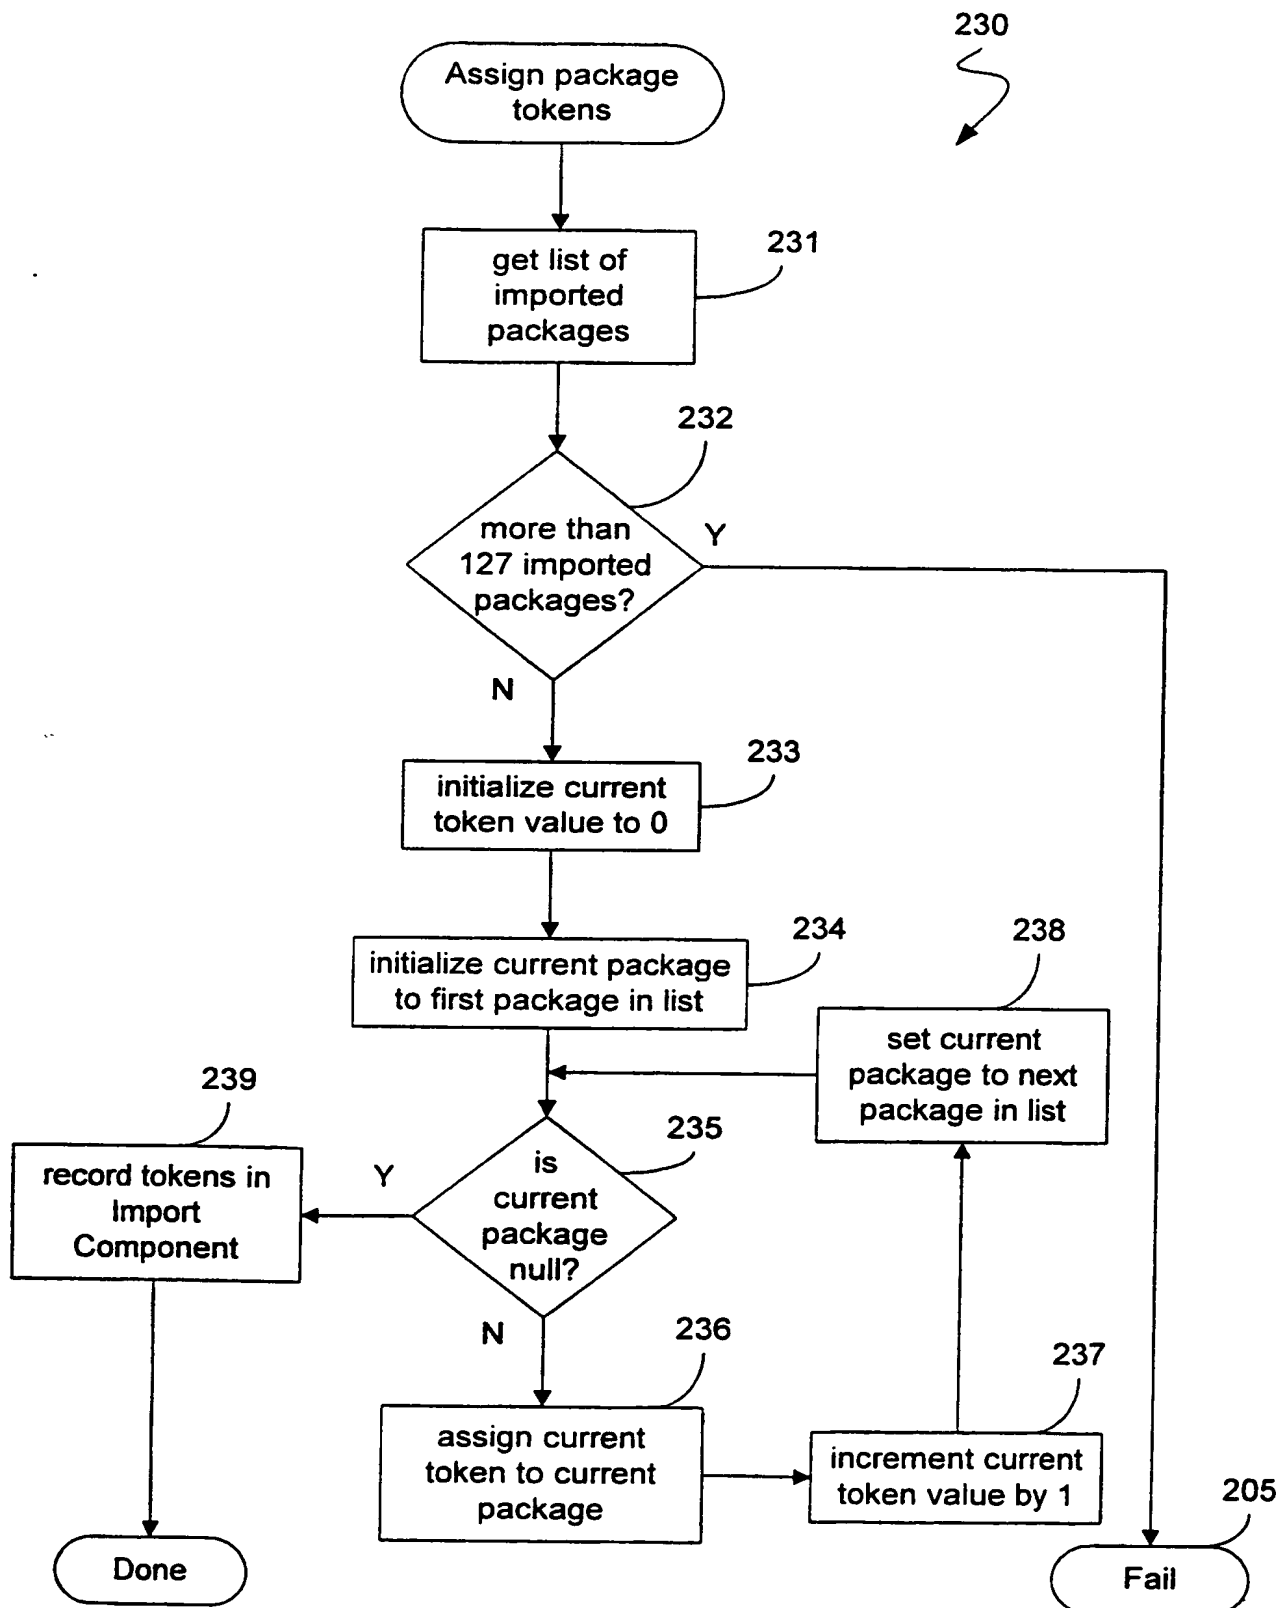 230
Assign package
tokens
231
get list of
imported
packages
232
more than
127 imported
packages?
Y
N
233
initialize current
token value to 0
234
initialize current package
to first package in list
238
set current
package to next
package in list
239
record tokens in
Import
Component
235
is
current
package
null?
Y
N
236
assign current
token to current
package
237
increment current
token value by 1
205
Done
Fail